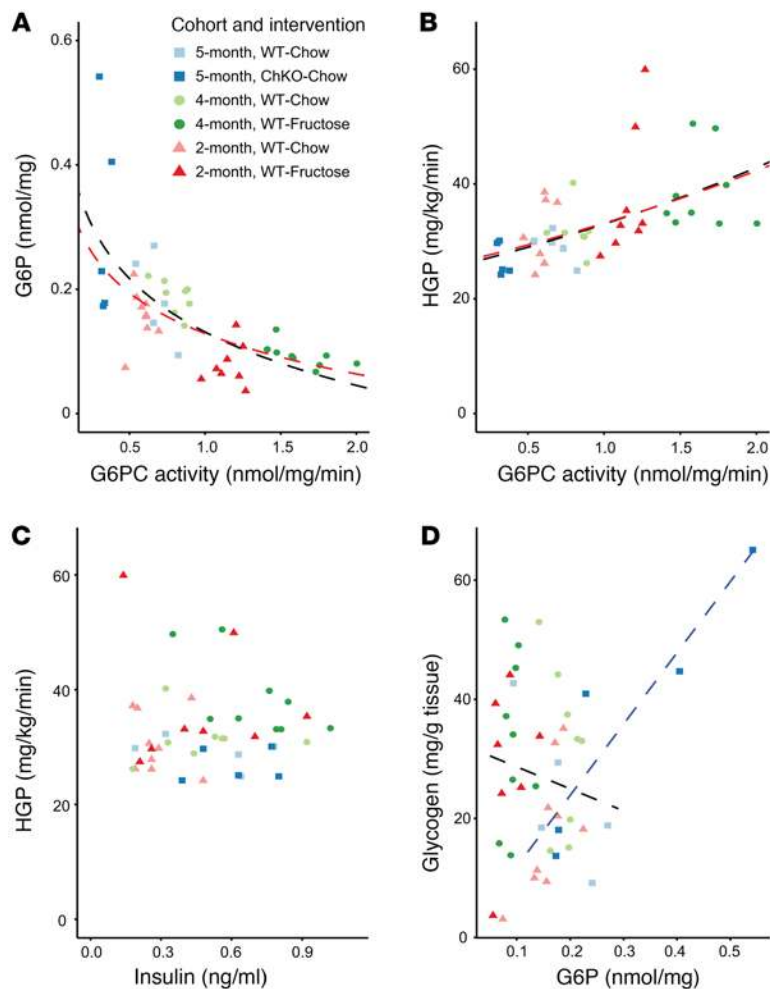 A
Cohort and intervention
5-month, WT-Chow
5-month, ChKO-Chow
4-month, WT-Chow
4-month, WT-Fructose
2-month, WT-Chow
2-month, WT-Fructose
0.6
0.4
0.2
0
G6P (nmol/mg)
0.5
1.0
1.5
2.0
G6PC activity (nmol/mg/min)
B
60
40
20
0
HGP (mg/kg/min)
0.5
1.0
1.5
2.0
G6PC activity (nmol/mg/min)
C
60
40
20
0
HGP (mg/kg/min)
0.0
0.3
0.6
0.9
Insulin (ng/ml)
D
60
40
20
0
Glycogen (mg/g tissue)
0.1
0.2
0.3
0.4
0.5
G6P (nmol/mg)